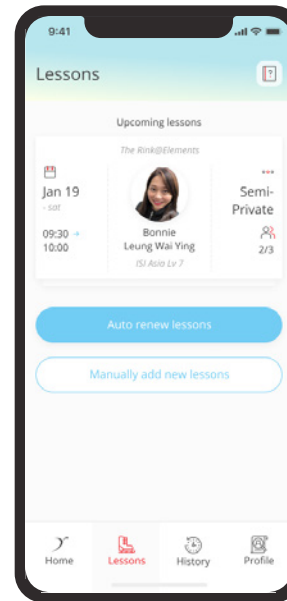 9:41
Lessons
Upcoming lessons
The Rink@Elements
Jan 19
- sat
09:30
10:00
Bonnie
Leung Wai Ying
ISI Asia Lv 7
Semi-
Private
2/3
Auto renew lessons
Manually add new lessons
Home
Lessons
History
Profile